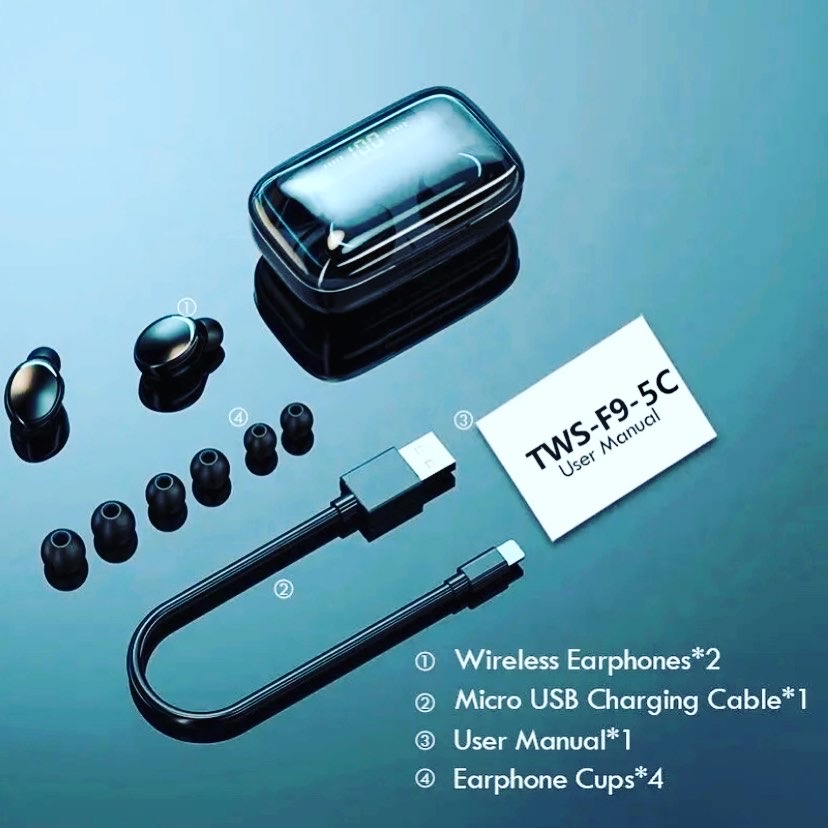 100
①
④
③
TWS-F9-5C
User Manual
②
① Wireless Earphones*2
② Micro USB Charging Cable*1
③ User Manual*1
④ Earphone Cups*4